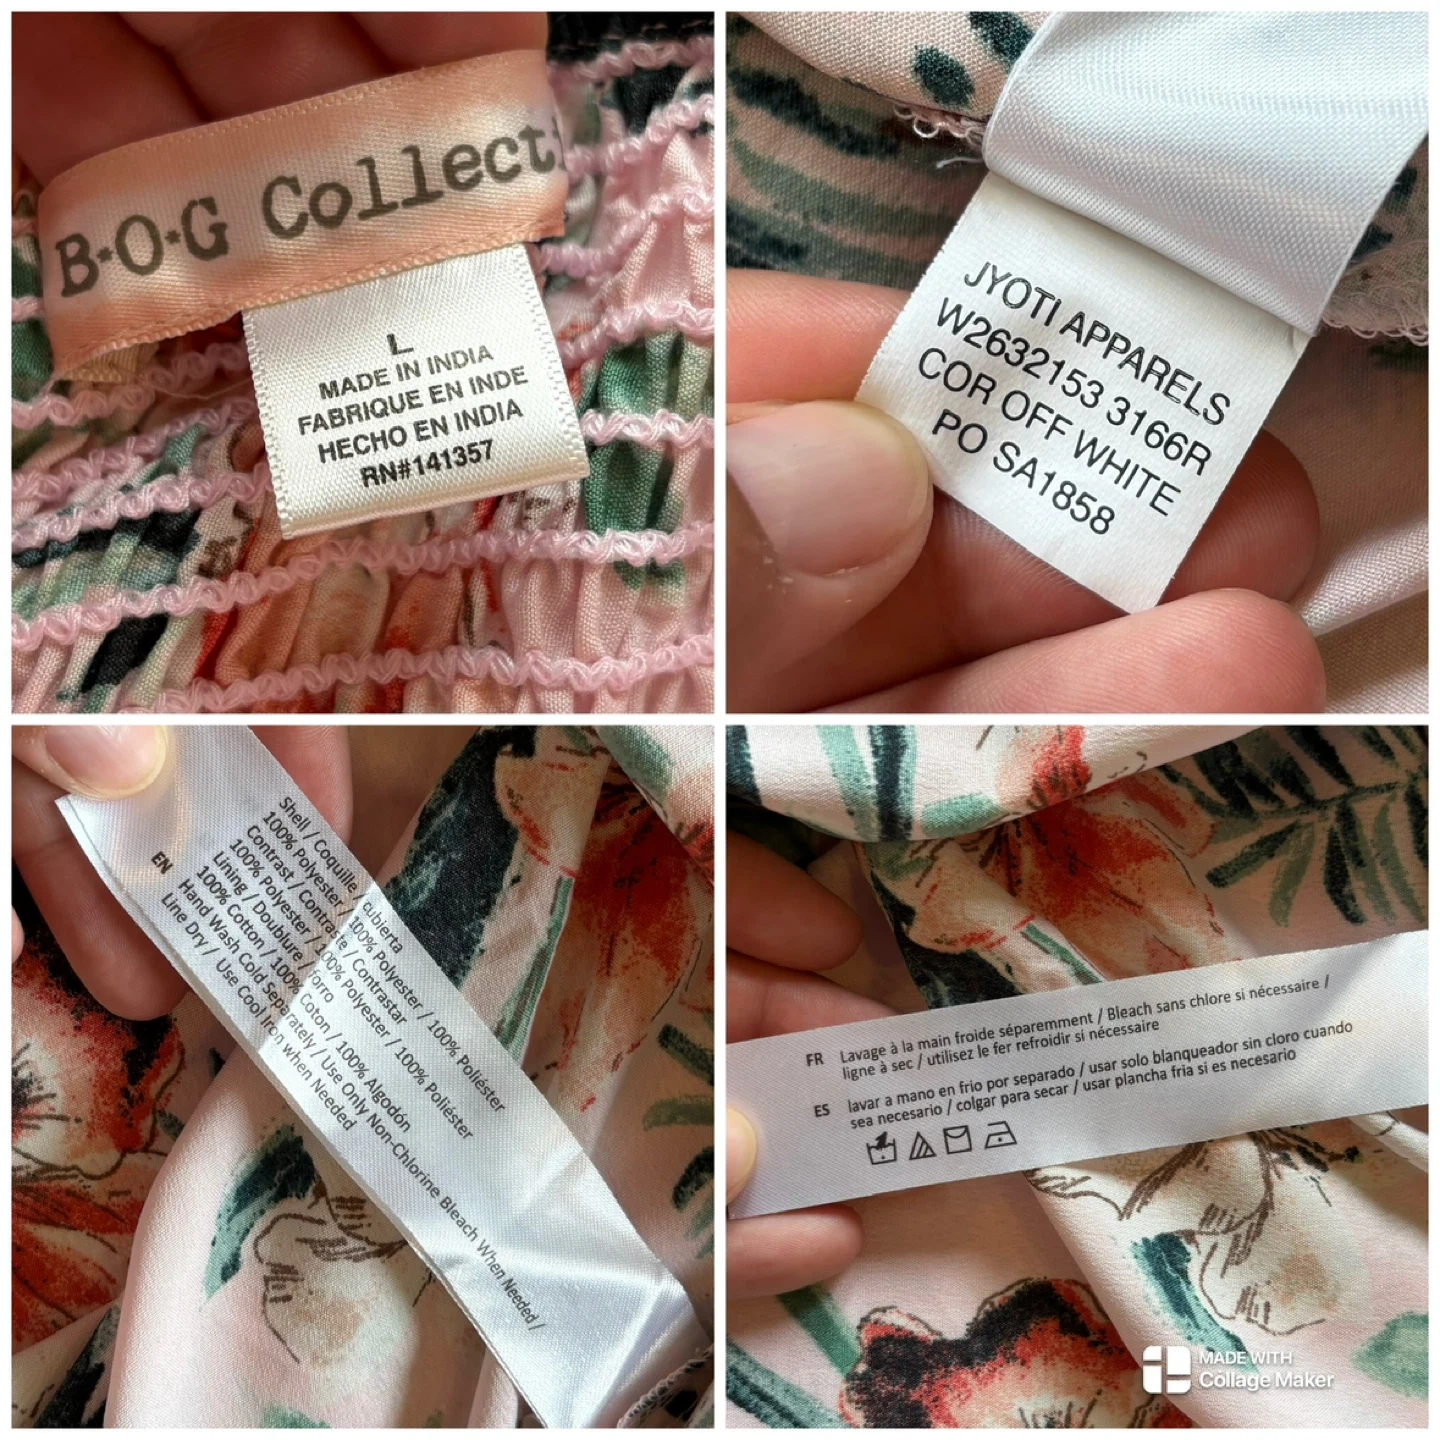 B*O*G Collect
L
MADE IN INDIA
FABRIQUE EN INDE
HECHO EN INDIA
RN#141357
JYOTI APPARELS
W2632153 3166R
COR OFF WHITE
PO SA1858
EN
Shell / Coquille / cubierta
100% Polyester / 100% Polyester / 100% Poliéster
Contrast / Contraste / Contrastar
100% Polyester / 100% Polyester / 100% Poliéster
Lining / Doublure / forro
100% Cotton / 100% Coton / 100% Algodón
Hand Wash Cold Separately / Use Only Non-Chlorine Bleach When Needed /
Line Dry / Use Cool Iron when Needed
FR Lavage à la main froide séparemment / Bleach sans chlore si nécessaire /
ligne à sec / utilisez le fer refroidir si nécessaire
ES lavar a mano en frio por separado / usar solo blanqueador sin cloro cuando
sea necesario / colgar para secar / usar plancha fria si es necesario
MADE WITH
Collage Maker